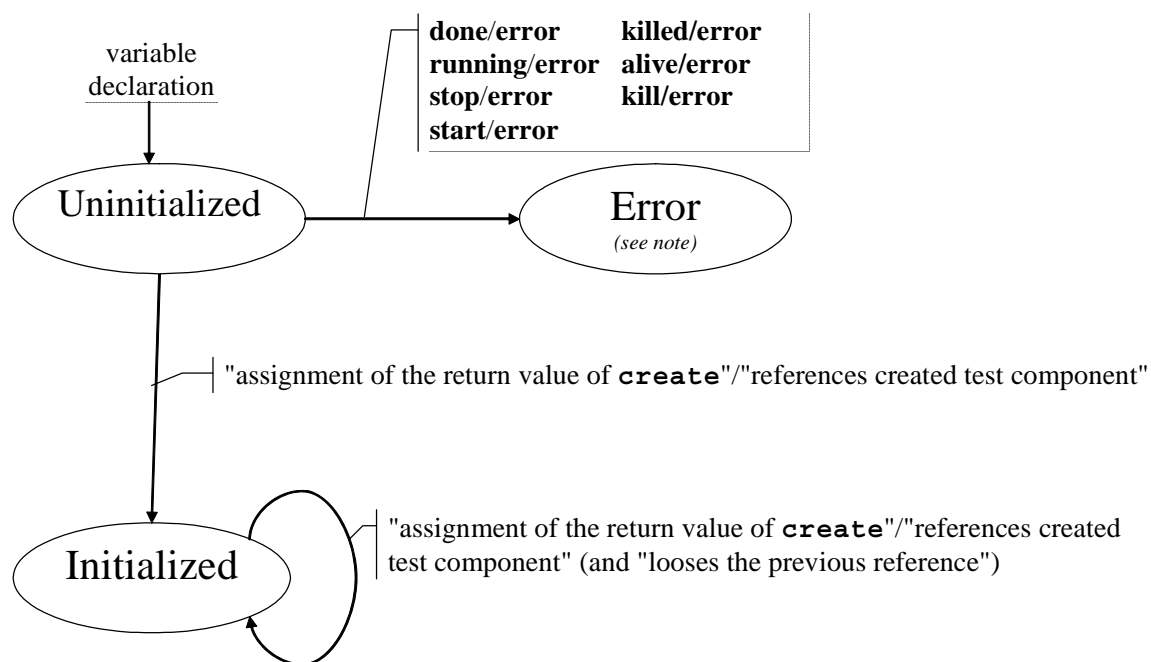 done/error killed/error
variable
running/error alive/error
declaration
stop/error kill/error
start/error
Uninitialized
Error
(see note)
"assignment of the return value of create"/"references created test component"
"assignment of the return value of create"/"references created
Initialized
test component" (and "looses the previous reference")